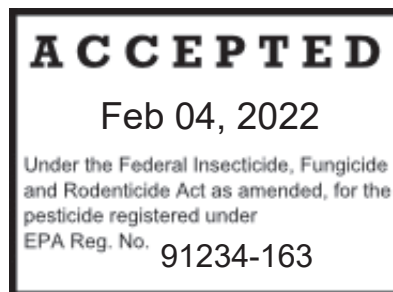 ACCEPTED
Feb 04, 2022
Under the Federal Insecticide, Fungicide
and Rodenticide Act as amended, for the
pesticide registered under
EPA Reg. No. 91234-163